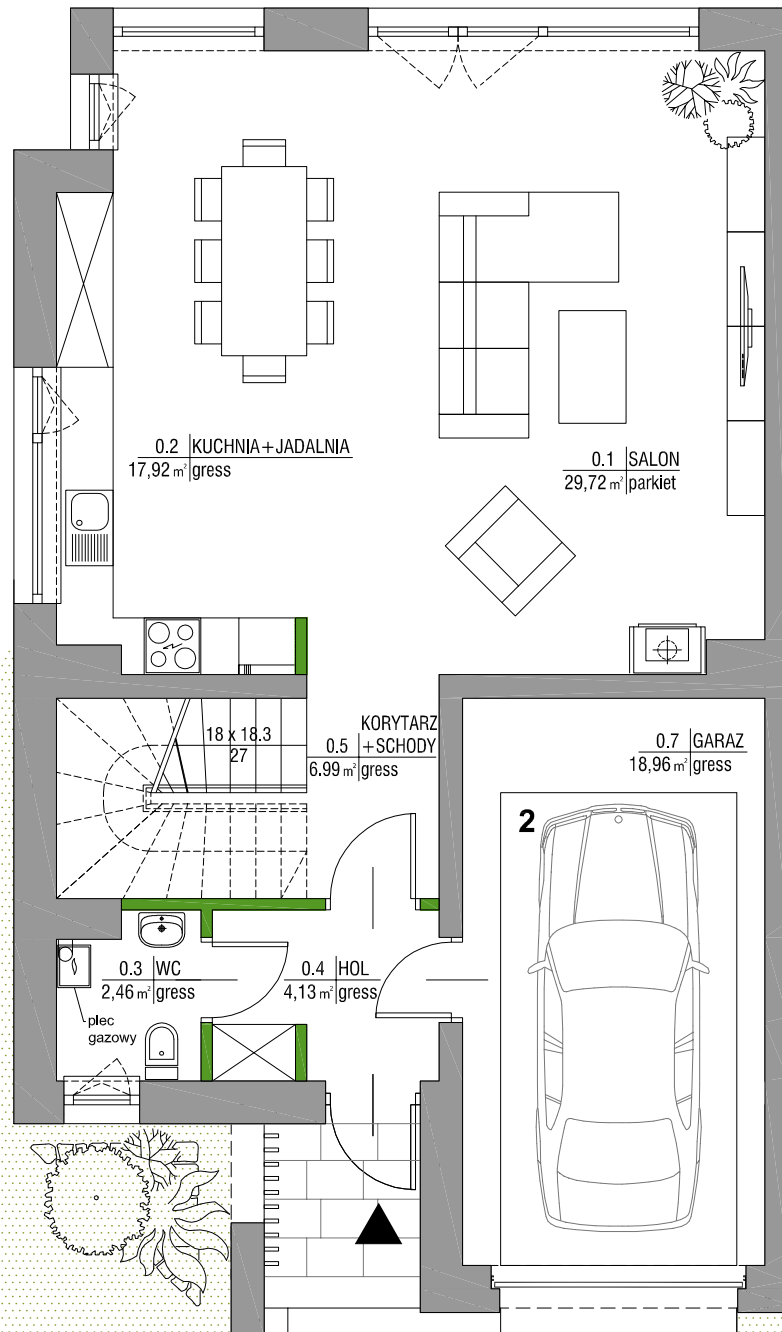 0.2 KUCHNIA+JADALNIA
17,92 m² gress
0.1 SALON
29,72 m² parkiet
18 x 18.3
27
KORYTARZ
0.5 +SCHODY
6.99 m² gress
0.7 GARAZ
18,96 m² gress
2
0.3 WC
2,46 m² gress
0.4 HOL
4,13 m² gress
piec
gazowy